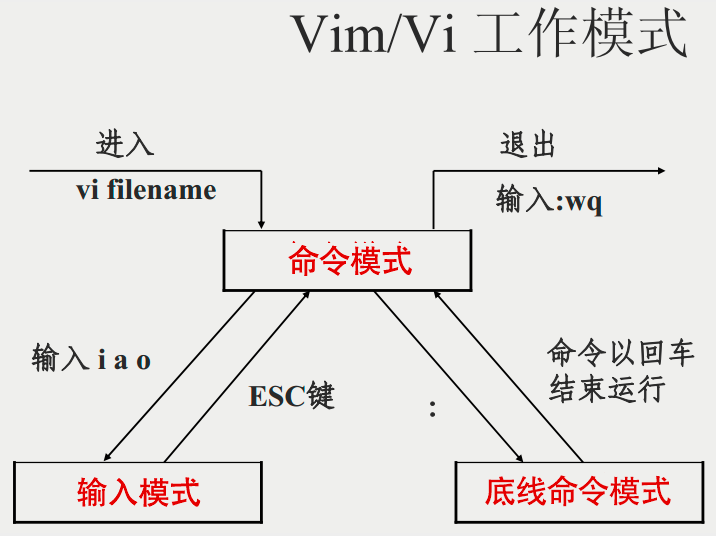 Vim/Vi 工作模式
进入
vi filename
退出
输入:wq
命令模式
输入 i a o
ESC键
:
命令以回车
结束运行
输入模式
底线命令模式